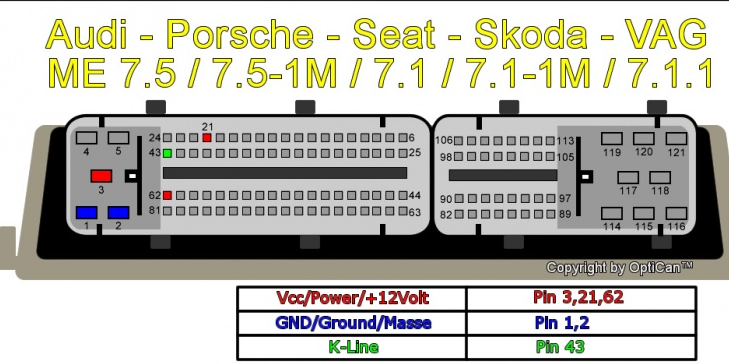 Audi - Porsche - Seat - Skoda - VAG
ME 7.5 / 7.5-1M / 7.1 / 7.1-1M / 7.1.1
21
4 5 24 6 106 113 119 120 121
43 25 98 105
3 117 118
62 44 90 97
1 2 81 63 82 89 114 115 116
Copyright by OptiCan™
Vcc/Power/+12Volt Pin 3,21,62
GND/Ground/Masse Pin 1,2
K-Line Pin 43